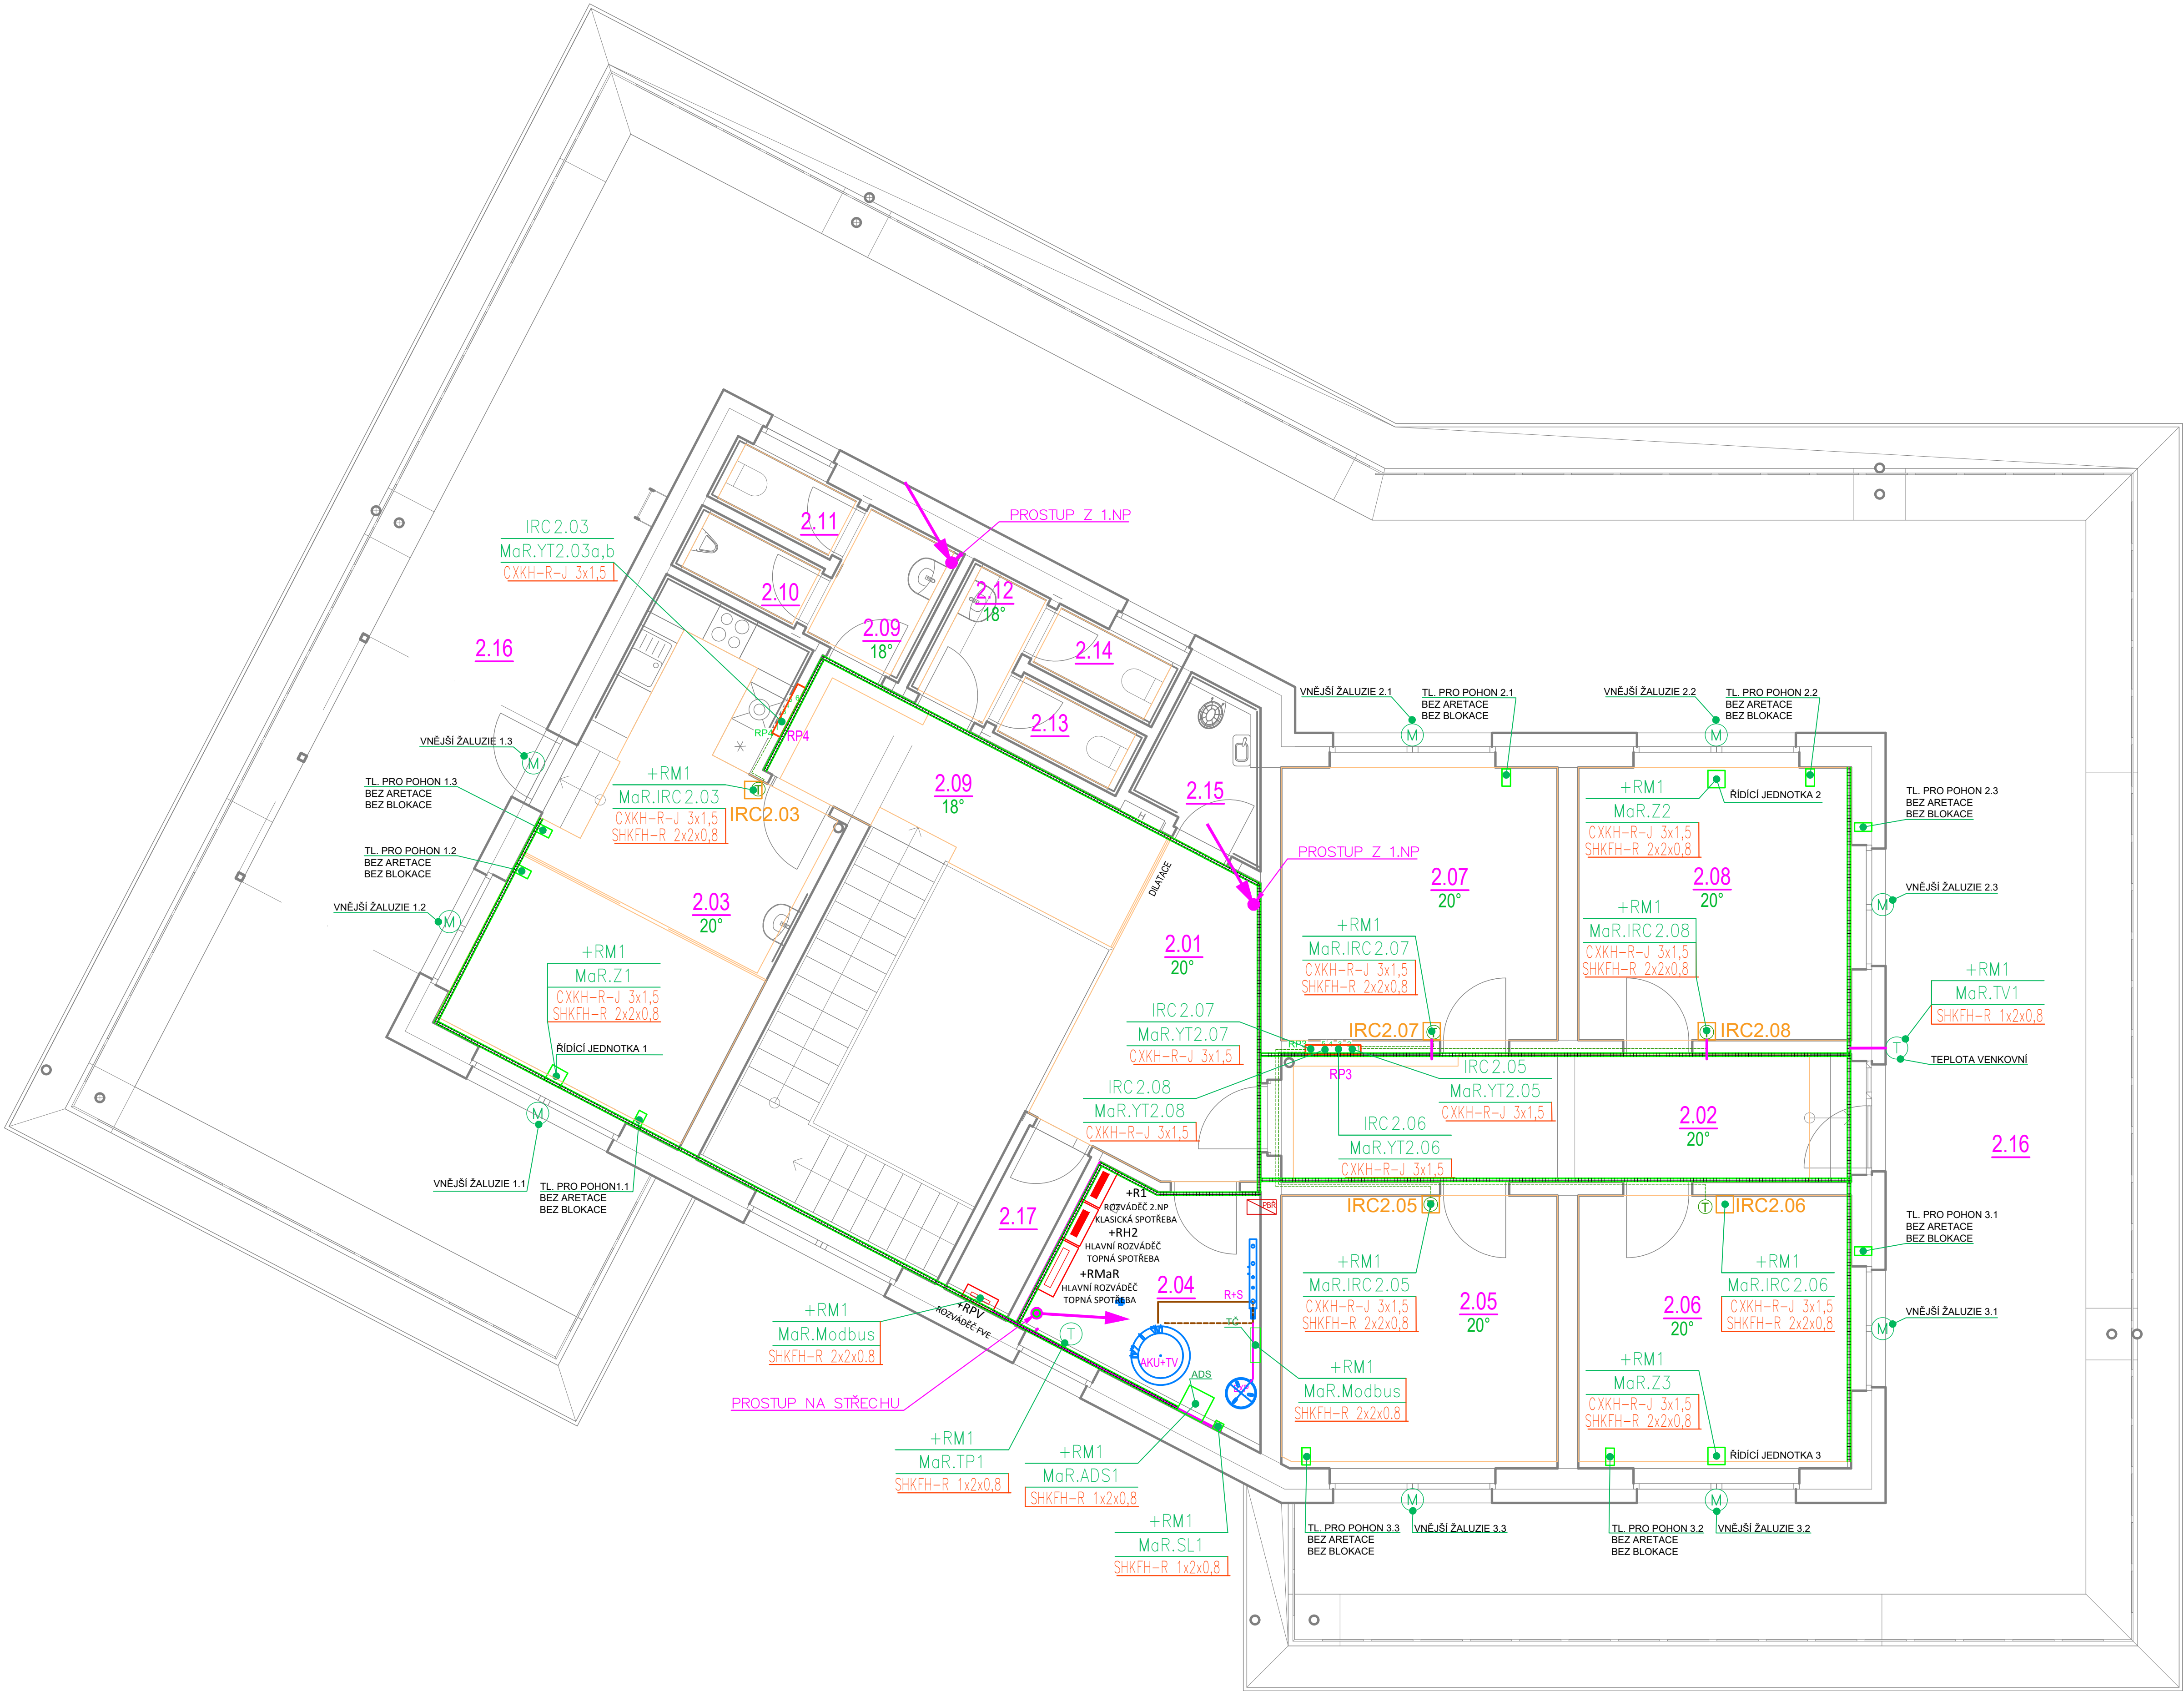 PROSTUP Z 1.NP
IRC2.03
MaR.YT2.03a,b
CXKH-R-J 3x1,5
2.11
2.10
2.09
18°
2.12
18°
2.14
2.13
2.15
2.16
RP4
RP4
VNĚJŠÍ ŽALUZIE 1.3
M
TL. PRO POHON 1.3
BEZ ARETACE
BEZ BLOKACE
+RM1
MaR.IRC2.03
CXKH-R-J 3x1,5
SHKFH-R 2x2x0,8
T
IRC2.03
2.09
18°
H
DILATACE
PROSTUP Z 1.NP
TL. PRO POHON 1.2
BEZ ARETACE
BEZ BLOKACE
VNĚJŠÍ ŽALUZIE 1.2
M
2.03
20°
+RM1
MaR.Z1
CXKH-R-J 3x1,5
SHKFH-R 2x2x0,8
ŘÍDÍCÍ JEDNOTKA 1
M
VNĚJŠÍ ŽALUZIE 1.1
TL. PRO POHON1.1
BEZ ARETACE
BEZ BLOKACE
2.01
20°
VNĚJŠÍ ŽALUZIE 2.1
M
TL. PRO POHON 2.1
BEZ ARETACE
BEZ BLOKACE
VNĚJŠÍ ŽALUZIE 2.2
M
TL. PRO POHON 2.2
BEZ ARETACE
BEZ BLOKACE
+RM1
MaR.Z2
CXKH-R-J 3x1,5
SHKFH-R 2x2x0,8
ŘÍDÍCÍ JEDNOTKA 2
TL. PRO POHON 2.3
BEZ ARETACE
BEZ BLOKACE
VNĚJŠÍ ŽALUZIE 2.3
M
2.07
20°
2.08
20°
+RM1
MaR.IRC2.07
CXKH-R-J 3x1,5
SHKFH-R 2x2x0,8
+RM1
MaR.IRC2.08
CXKH-R-J 3x1,5
SHKFH-R 2x2x0,8
IRC2.07
IRC2.08
+RM1
MaR.TV1
SHKFH-R 1x2x0,8
T
TEPLOTA VENKOVNÍ
IRC2.07
MaR.YT2.07
CXKH-R-J 3x1,5
IRC2.08
MaR.YT2.08
CXKH-R-J 3x1,5
RP3
RP3
IRC2.05
MaR.YT2.05
CXKH-R-J 3x1,5
IRC2.06
MaR.YT2.06
CXKH-R-J 3x1,5
2.02
20°
2.16
2.17
+R1
ROZVÁDĚČ 2.NP
KLASICKÁ SPOTŘEBA
+RH2
HLAVNÍ ROZVÁDĚČ
TOPNÁ SPOTŘEBA
+RMaR
HLAVNÍ ROZVÁDĚČ
TOPNÁ SPOTŘEBA
+RPV
ROZVÁDĚČ FVE
PBŘ
2.04
R+S
TČ
AKU+TV
ADS
T
+RM1
MaR.Modbus
SHKFH-R 2x2x0.8
PROSTUP NA STŘECHU
+RM1
MaR.TP1
SHKFH-R 1x2x0,8
+RM1
MaR.ADS1
SHKFH-R 1x2x0,8
+RM1
MaR.SL1
SHKFH-R 1x2x0,8
IRC2.05
T
IRC2.06
+RM1
MaR.IRC2.05
CXKH-R-J 3x1,5
SHKFH-R 2x2x0,8
2.05
20°
2.06
20°
+RM1
MaR.IRC2.06
CXKH-R-J 3x1,5
SHKFH-R 2x2x0,8
+RM1
MaR.Modbus
SHKFH-R 2x2x0.8
+RM1
MaR.Z3
CXKH-R-J 3x1,5
SHKFH-R 2x2x0,8
ŘÍDÍCÍ JEDNOTKA 3
TL. PRO POHON 3.1
BEZ ARETACE
BEZ BLOKACE
VNĚJŠÍ ŽALUZIE 3.1
M
TL. PRO POHON 3.3
BEZ ARETACE
BEZ BLOKACE
M
VNĚJŠÍ ŽALUZIE 3.3
TL. PRO POHON 3.2
BEZ ARETACE
BEZ BLOKACE
M
VNĚJŠÍ ŽALUZIE 3.2